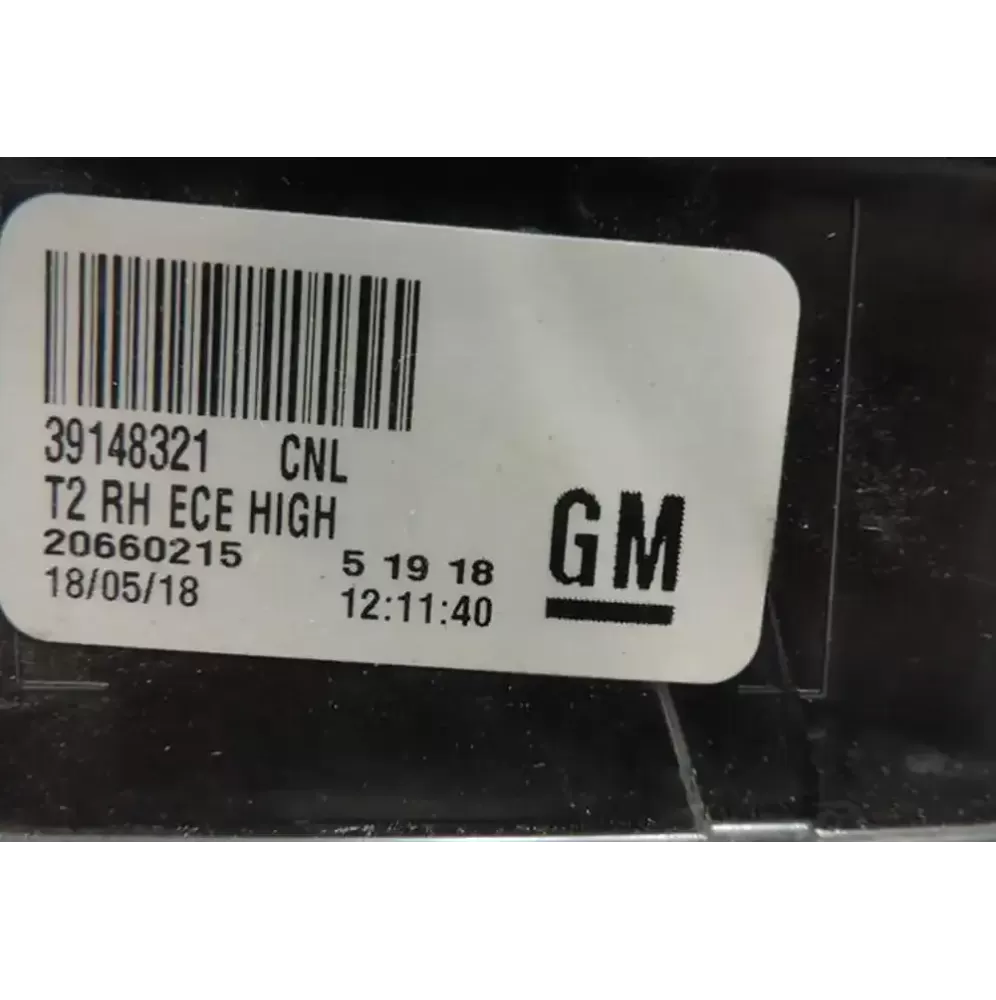 39148321 CNL
T2 RH ECE HIGH
20660215 5 19 18
18/05/18 12:11:40
GM